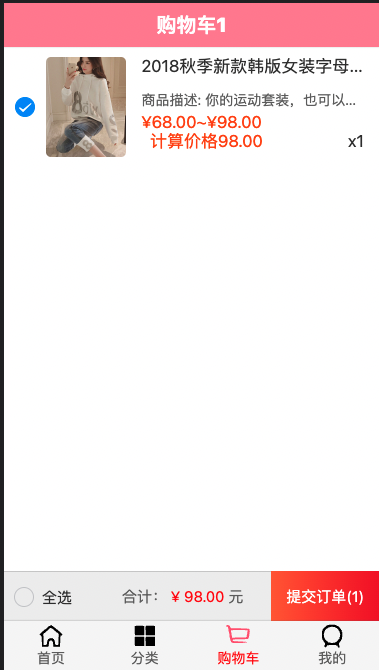 购物车1
2018秋季新款韩版女装字母...
商品描述: 你的运动套装，也可以...
¥68.00~¥98.00
计算价格98.00 x1
全选 合计： ¥ 98.00 元 提交订单(1)
首页 分类 购物车 我的